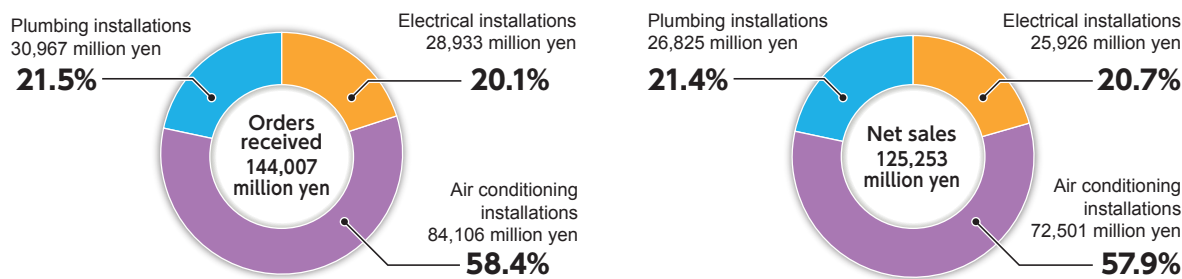 Plumbing installations
30,967 million yen
21.5%
Electrical installations
28,933 million yen
20.1%
Orders
received
144,007
million yen
Air conditioning
installations
84,106 million yen
58.4%
Plumbing installations
26,825 million yen
21.4%
Electrical installations
25,926 million yen
20.7%
Net sales
125,253
million yen
Air conditioning
installations
72,501 million yen
57.9%